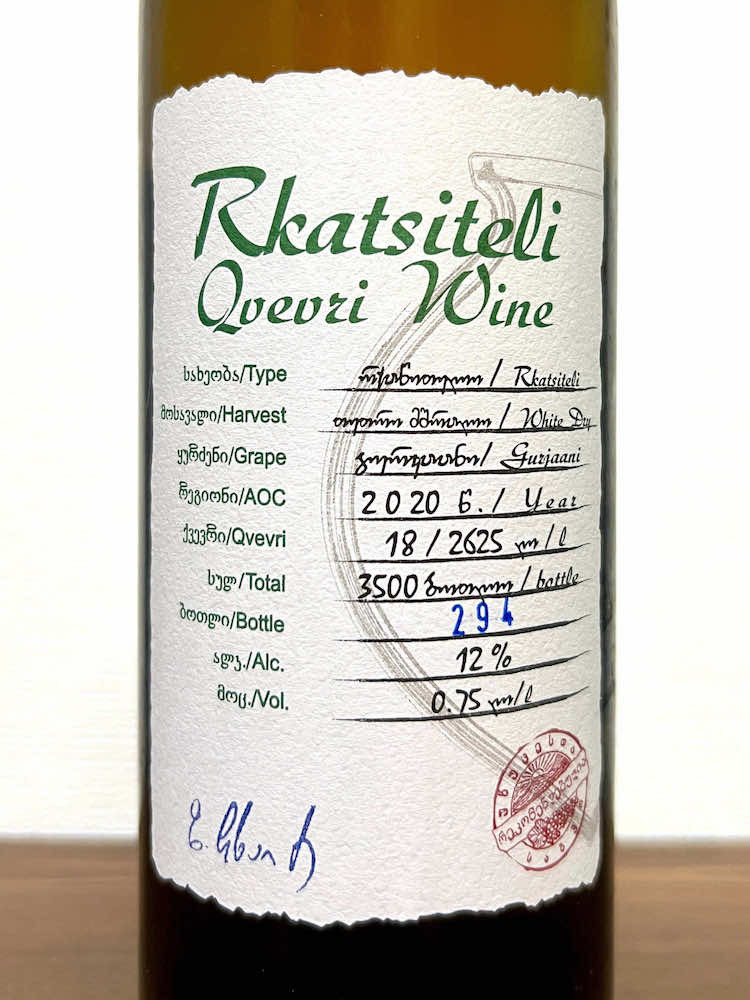 Rkatsiteli
Qvevri Wine
სახეობა/Type რქაწითელი / Rkatsiteli
მოსავალი/Harvest თეთრი მშრალი / White Dry
ყურძენი/Grape გურჯაანი / Gurjaani
რეგიონი/AOC 2020 წ. / Year
ქვევრი/Qvevri 18 / 2625 ლ / l
სულ/Total 3500 ბოთლი / bottle
ბოთლი/Bottle 294
ალკ./Alc. 12%
მოც./Vol. 0.75 ლ/l